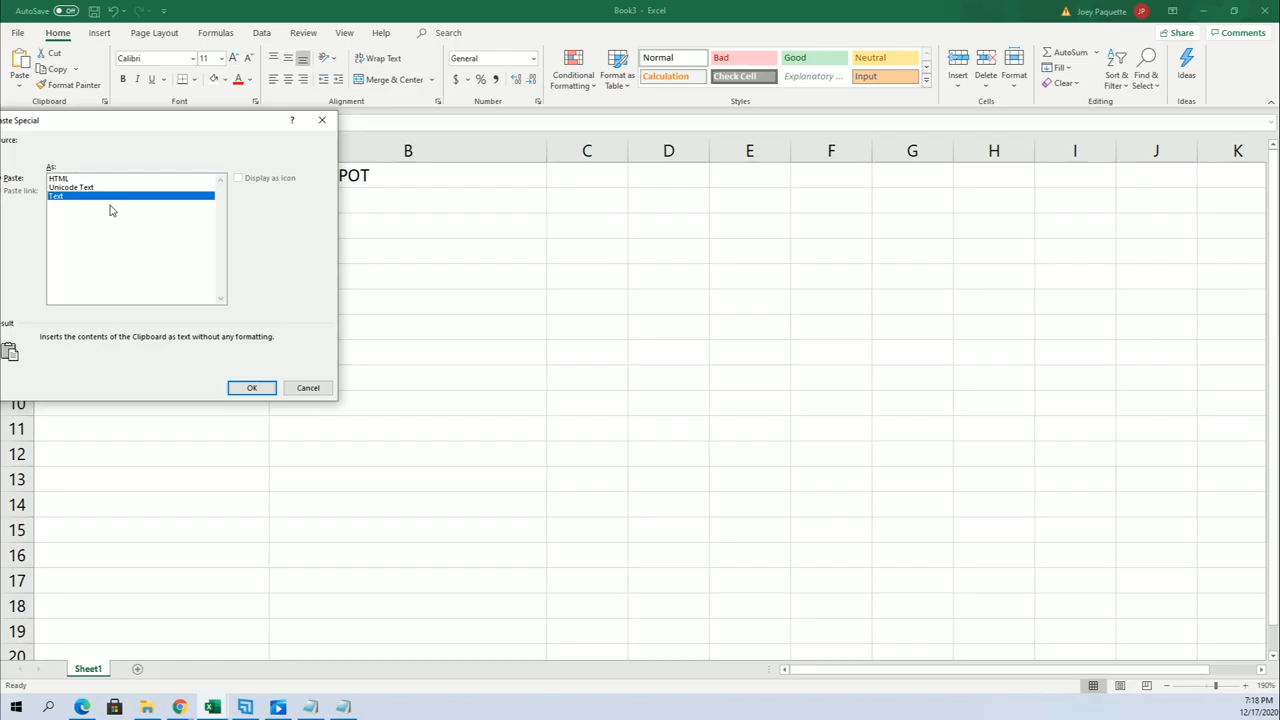 AutoSave Off
Book3 - Excel
Joey Paquette JP
File Home Insert Page Layout Formulas Data Review View Help Search Share Comments
Paste
Cut
Copy
Format Painter
Clipboard
Calibri 11
B I U
Font
Wrap Text
Merge & Center
Alignment
General
$ % ,
Number
Conditional
Formatting
Format as
Table
Normal Bad Good Neutral
Calculation Check Cell Explanatory ... Input
Styles
Insert Delete Format
Cells
AutoSum
Fill
Clear
Sort &
Filter
Find &
Select
Editing
Ideas
Ideas
aste Special ? ×
ource:
Paste:
Paste link:
As:
HTML
Unicode Text
Text
Display as icon
esult
Inserts the contents of the Clipboard as text without any formatting.
OK Cancel
B C D E F G H I J K
POT
10
11
12
13
14
15
16
17
18
19
20
Sheet1
Ready
190%
7:18 PM
12/17/2020